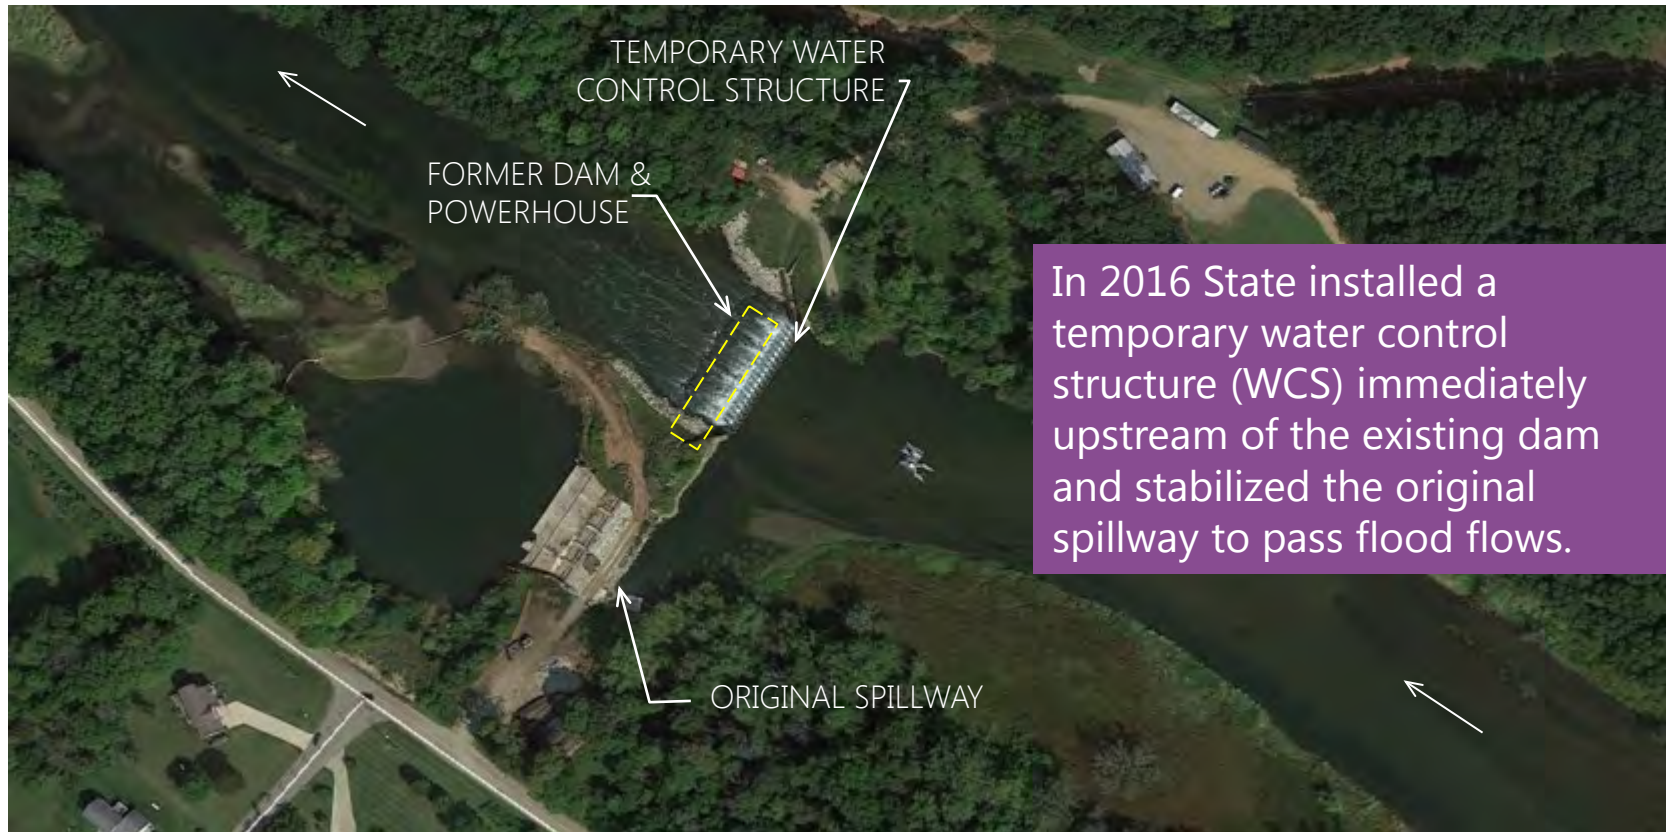 TEMPORARY WATER
CONTROL STRUCTURE
FORMER DAM &
POWERHOUSE
In 2016 State installed a
temporary water control
structure (WCS) immediately
upstream of the existing dam
and stabilized the original
spillway to pass flood flows.
ORIGINAL SPILLWAY